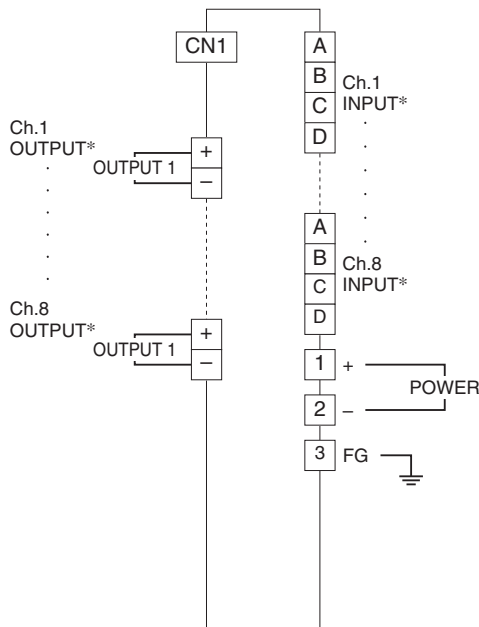 CN1
A
B
C
D
Ch.1
INPUT*
Ch.1
OUTPUT*
OUTPUT 1
+
–
A
B
C
D
Ch.8
INPUT*
Ch.8
OUTPUT*
OUTPUT 1
+
–
1 +
2 –
POWER
3 FG